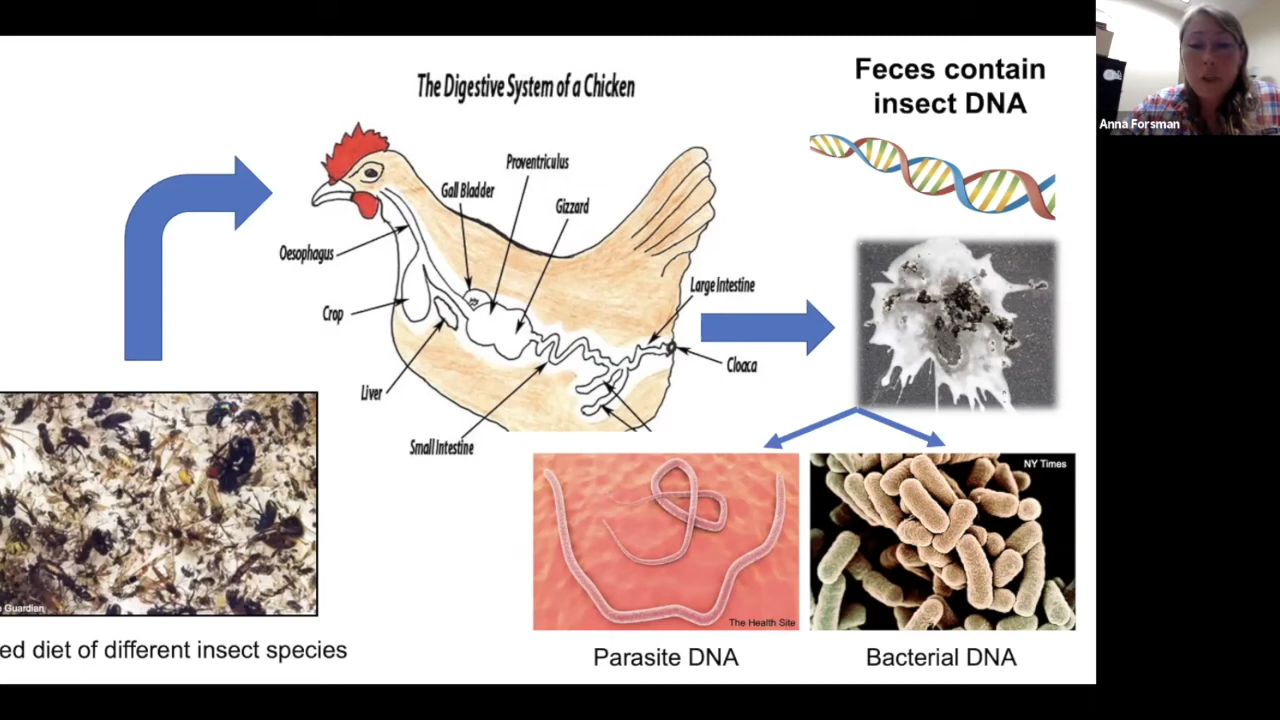 Feces contain
insect DNA
Anna Forsman
The Digestive System of a Chicken
Proventriculus
Gall Bladder
Gizzard
Oesophagus
Large Intestine
Crop
Cloaca
Liver
Small Intestine
NY Times
Guardian
The Health Site
ed diet of different insect species
Parasite DNA
Bacterial DNA